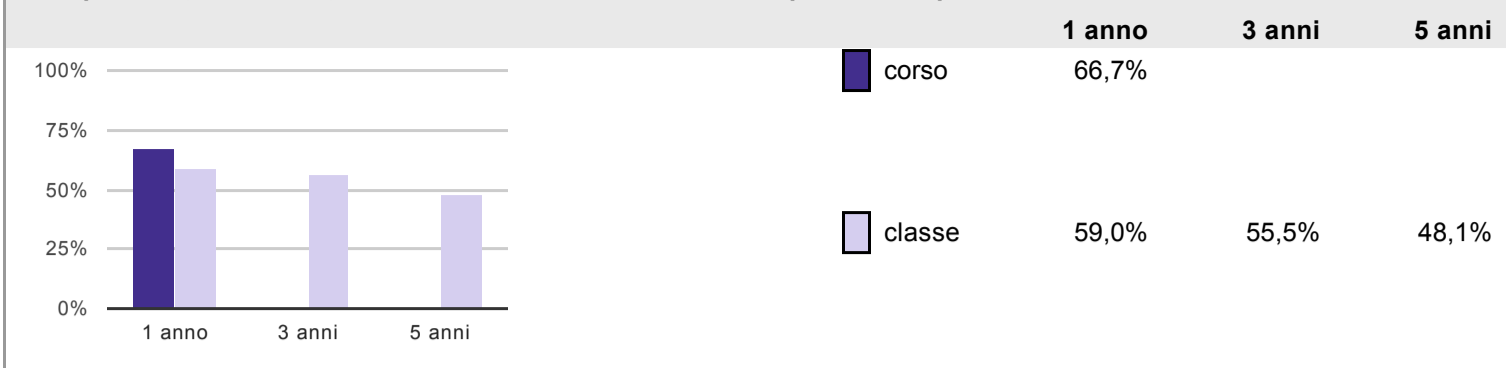 1 anno 3 anni 5 anni
100%
75%
50%
25%
0%
1 anno 3 anni 5 anni
corso 66,7%
classe 59,0% 55,5% 48,1%